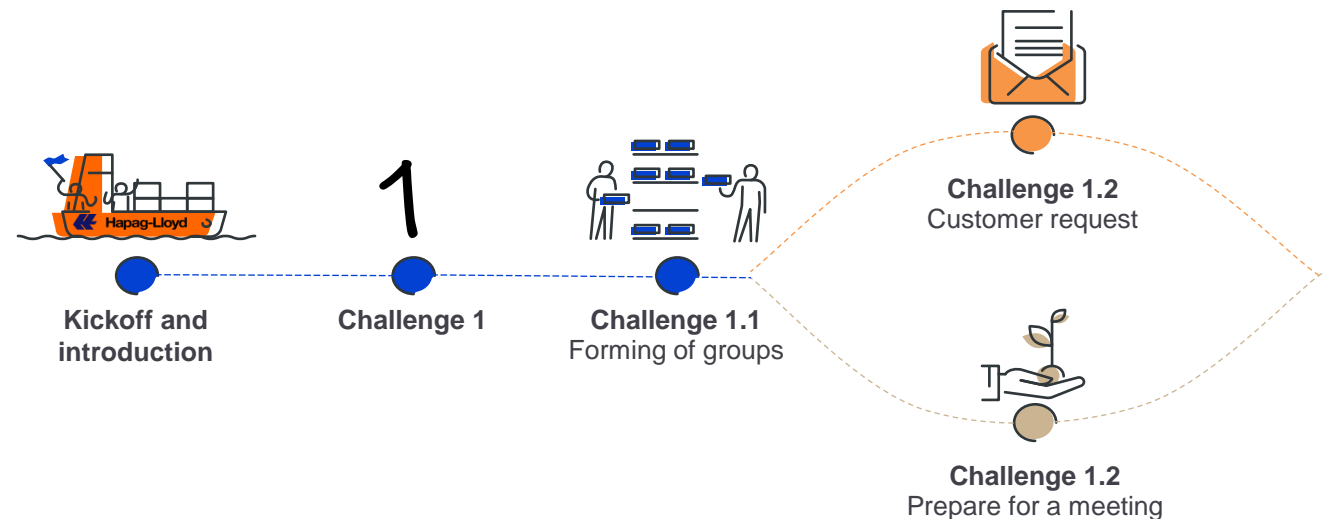 Hapag-Lloyd
Kickoff and
introduction
1
Challenge 1
Challenge 1.1
Forming of groups
Challenge 1.2
Customer request
Challenge 1.2
Prepare for a meeting